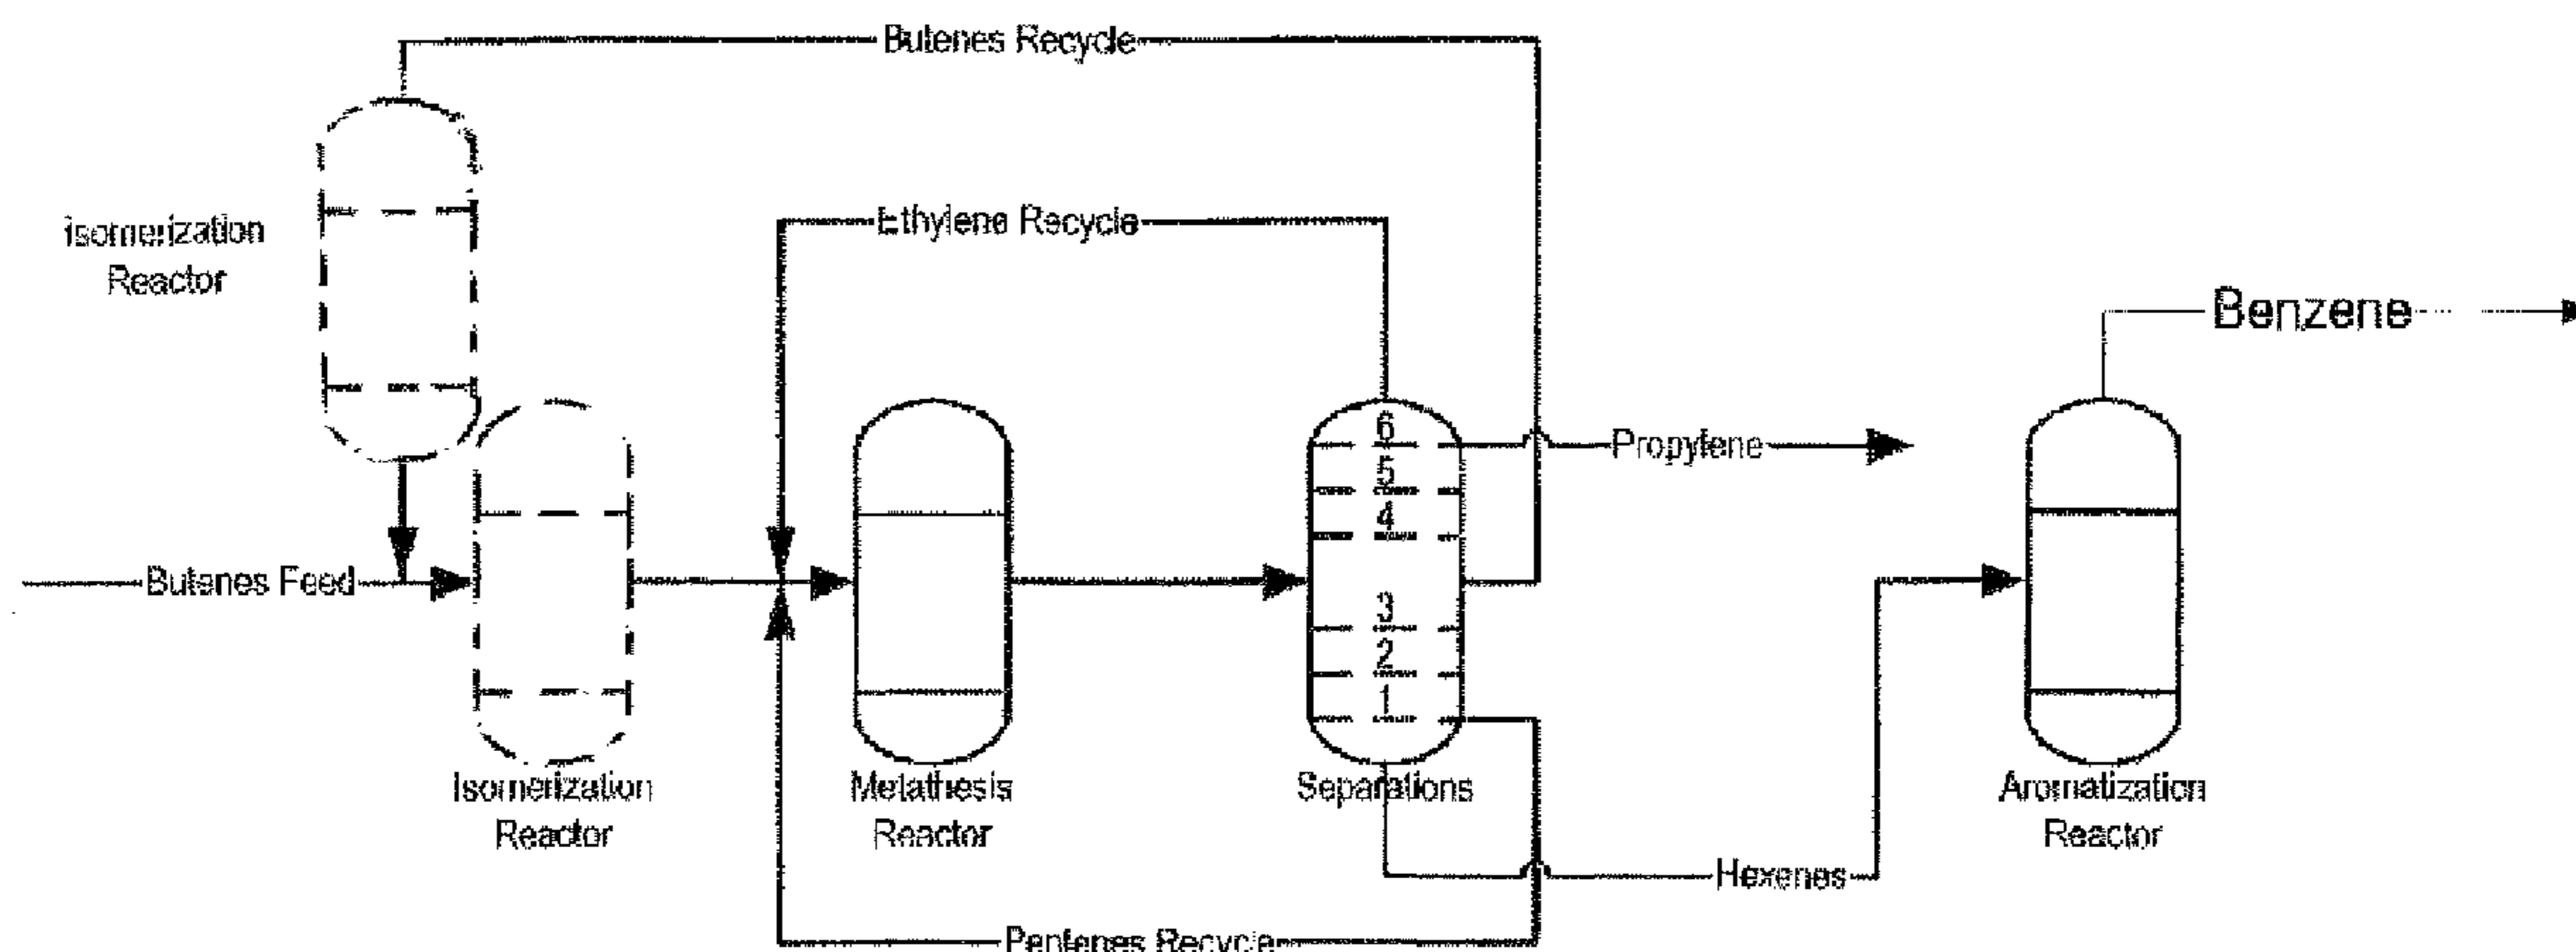 Butenes Recycle
Isomerization
Reactor
Ethylene Recycle
Benzene
6
Propylene
5
4
Butenes Feed
3
2
1
Isomerization
Reactor
Metathesis
Reactor
Separations
Aromatization
Reactor
Hexenes
Pentenes Recycle